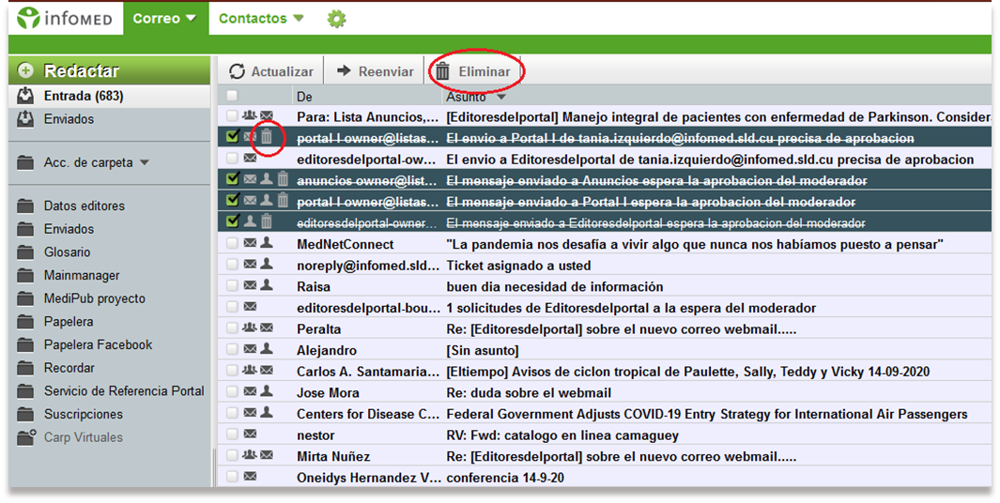 infoMED Correo Contactos
Redactar
Actualizar Reenviar Eliminar
Entrada (683)
Enviados
Acc. de carpeta
Datos editores
Enviados
Glosario
Mainmanager
MediPub proyecto
Papelera
Papelera Facebook
Recordar
Servicio de Referencia Portal
Suscripciones
Carp Virtuales
De Asunto
Para: Lista Anuncios,... [Editoresdelportal] Manejo integral de pacientes con enfermedad de Parkinson. Considera
portal l owner@listas... El envio a Portal l de tania.izquierdo@infomed.sld.cu precisa de aprobacion
editoresdelportal-ow... El envio a Editoresdelportal de tania.izquierdo@infomed.sld.cu precisa de aprobacion
anuncios owner@list... El mensaje enviado a Anuncios espera la aprobacion del moderador
portal l owner@listas... El mensaje enviado a Portal l espera la aprobacion del moderador
editoresdelportal-owner... El mensaje enviado a Editoresdelportal espera la aprobacion del moderador
MedNetConnect "La pandemia nos desafía a vivir algo que nunca nos habíamos puesto a pensar"
noreply@infomed.sld... Ticket asignado a usted
Raisa buen dia necesidad de información
editoresdelportal-bou... 1 solicitudes de Editoresdelportal a la espera del moderador
Peralta Re: [Editoresdelportal] sobre el nuevo correo webmail.....
Alejandro [Sin asunto]
Carlos A. Santamaria... [Eltiempo] Avisos de ciclon tropical de Paulette, Sally, Teddy y Vicky 14-09-2020
Jose Mora Re: duda sobre el webmail
Centers for Disease C... Federal Government Adjusts COVID-19 Entry Strategy for International Air Passengers
nestor RV: Fwd: catalogo en linea camaguey
Mirta Nuñez Re: [Editoresdelportal] sobre el nuevo correo webmail.....
Oneidys Hernandez V... conferencia 14-9-20